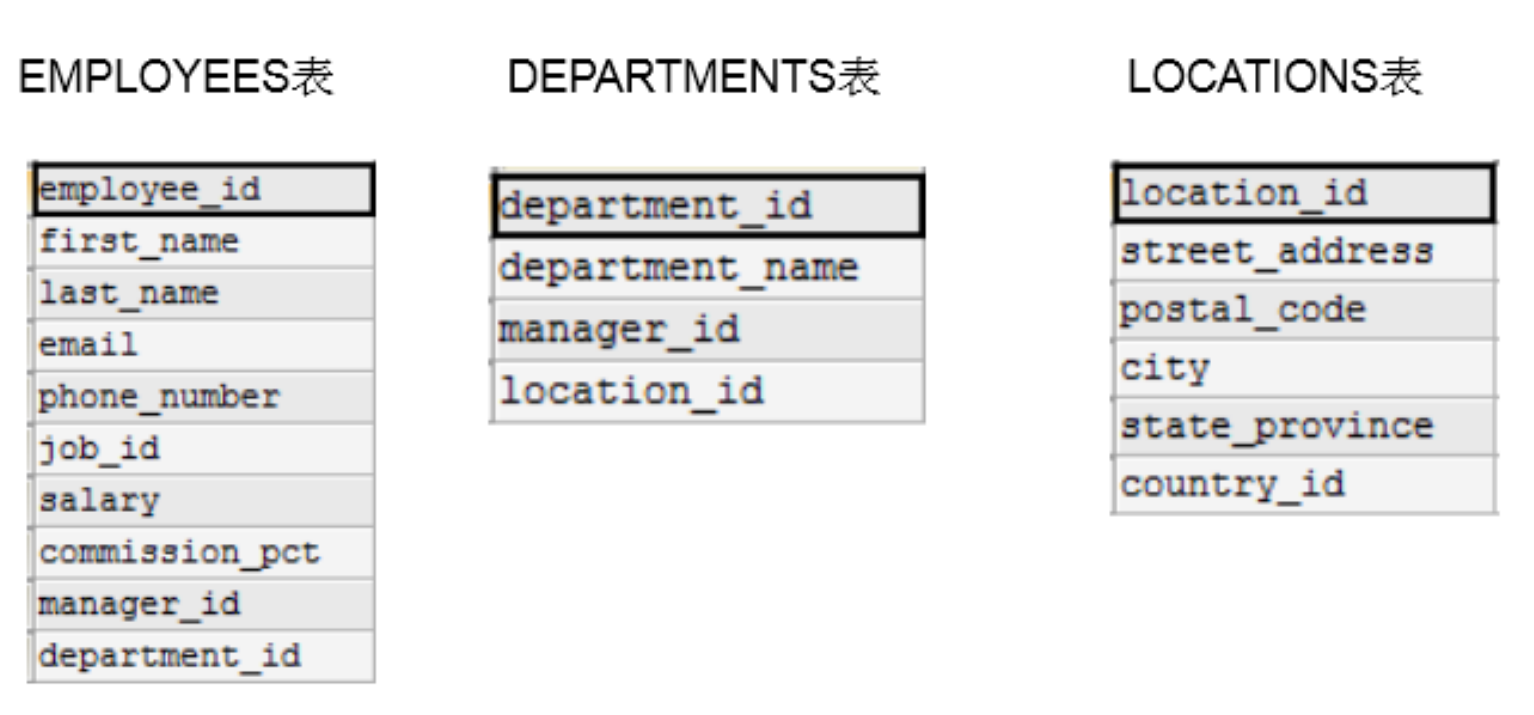 EMPLOYEES表
DEPARTMENTS表
LOCATIONS表
employee_id
first_name
last_name
email
phone_number
job_id
salary
commission_pct
manager_id
department_id
department_id
department_name
manager_id
location_id
location_id
street_address
postal_code
city
state_province
country_id